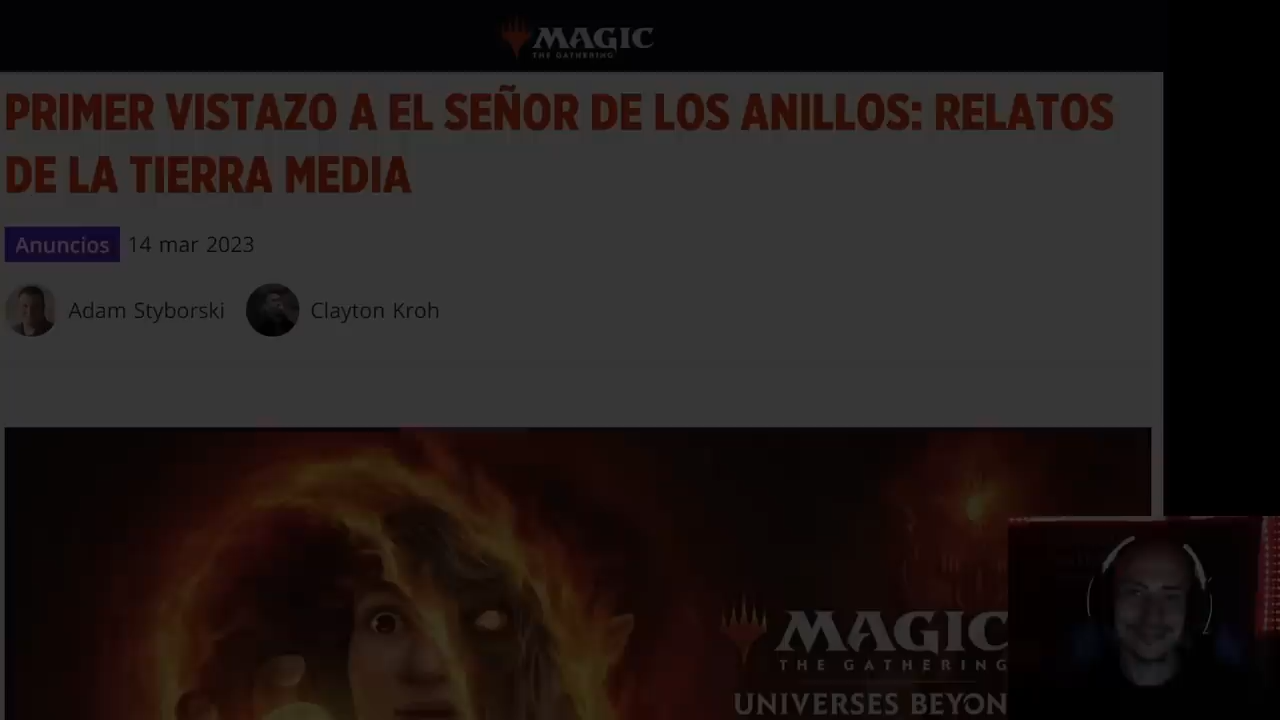 MAGIC
THE GATHERING
PRIMER VISTAZO A EL SEÑOR DE LOS ANILLOS: RELATOS
DE LA TIERRA MEDIA
Anuncios 14 mar 2023
Adam Styborski Clayton Kroh
MAGIC
THE GATHERING
UNIVERSES BEYON